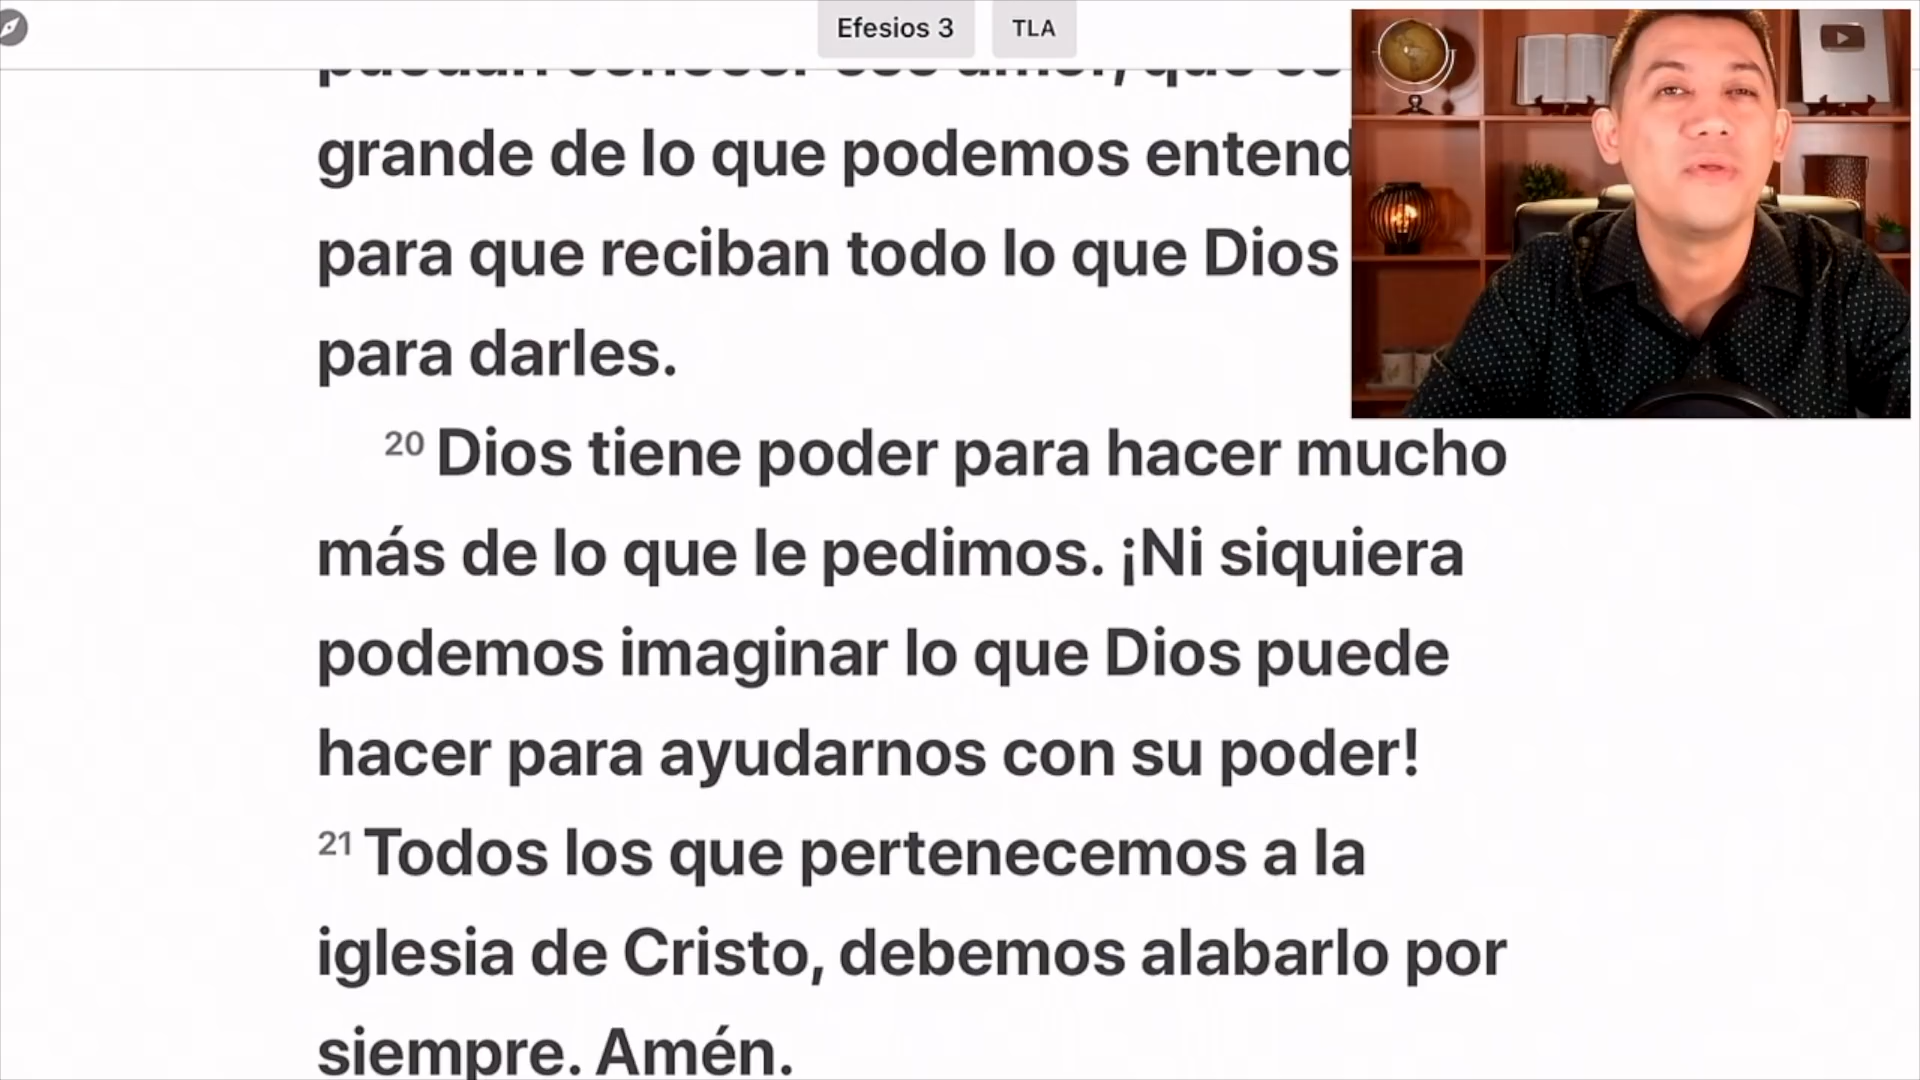 Efesios 3 TLA
grande de lo que podemos entend
para que reciban todo lo que Dios
para darles.
20 Dios tiene poder para hacer mucho
más de lo que le pedimos. ¡Ni siquiera
podemos imaginar lo que Dios puede
hacer para ayudarnos con su poder!
21 Todos los que pertenecemos a la
iglesia de Cristo, debemos alabarlo por
siempre. Amén.